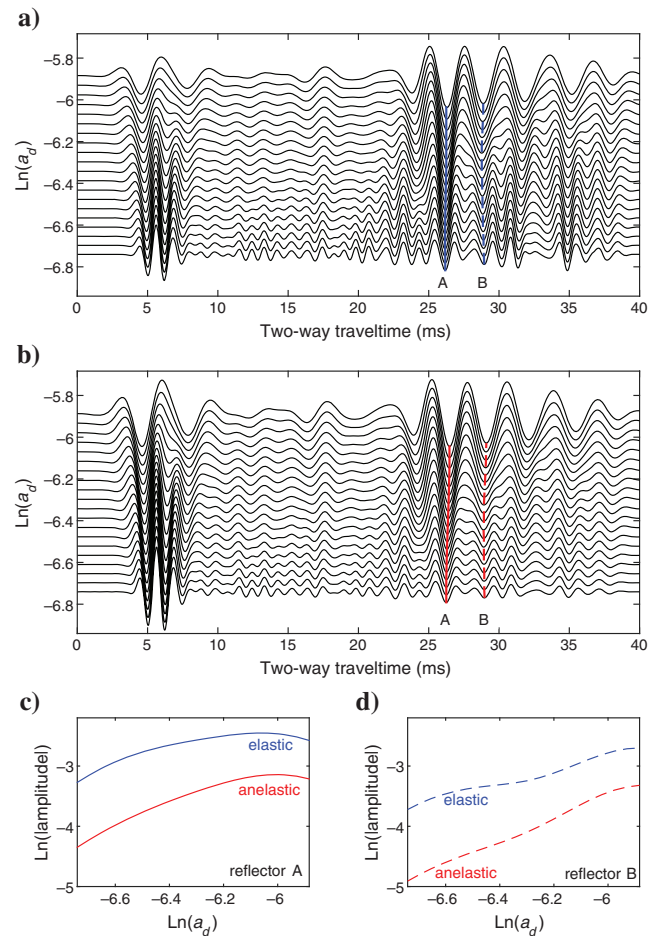 a)
−5.8
−6
−6.2
−6.4
−6.6
−6.8
Ln(a_d)
A B
0 5 10 15 20 25 30 35 40
Two-way traveltime (ms)
b)
−5.8
−6
−6.2
−6.4
−6.6
−6.8
Ln(a_d)
A B
0 5 10 15 20 25 30 35 40
Two-way traveltime (ms)
c)
−3
−4
−5
Ln(|amplitude|)
elastic
anelastic
reflector A
−6.6 −6.4 −6.2 −6
Ln(a_d)
d)
−3
−4
−5
Ln(|amplitude|)
elastic
anelastic
reflector B
−6.6 −6.4 −6.2 −6
Ln(a_d)